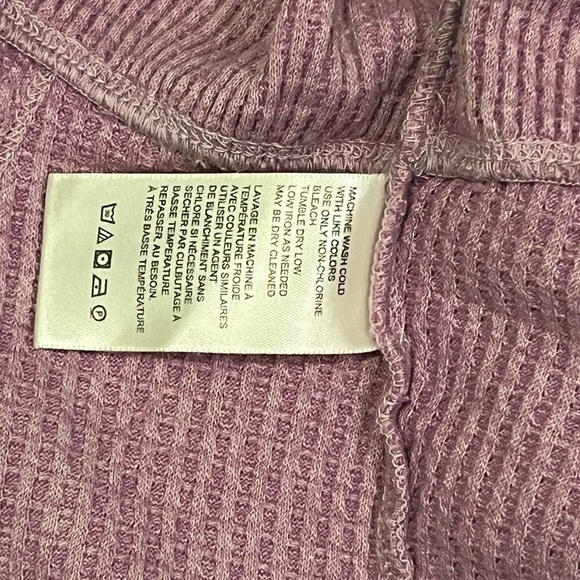 MACHINE WASH COLD
WITH LIKE COLORS
USE ONLY NON-CHLORINE
BLEACH
TUMBLE DRY LOW
LOW IRON AS NEEDED
MAY BE DRY CLEANED
LAVAGE EN MACHINE À
TEMPÉRATURE FROIDE
AVEC COULEURS SIMILAIRES
UTILISER UN AGENT
DE BLANCHIMENT SANS
CHLORE SI NÉCESSAIRE
SECHER PAR CULBUTAGE À
BASSE TEMPÉRATURE
REPASSER, AU BESOIN,
À TRÉS BASSE TEMPÉRATURE
P